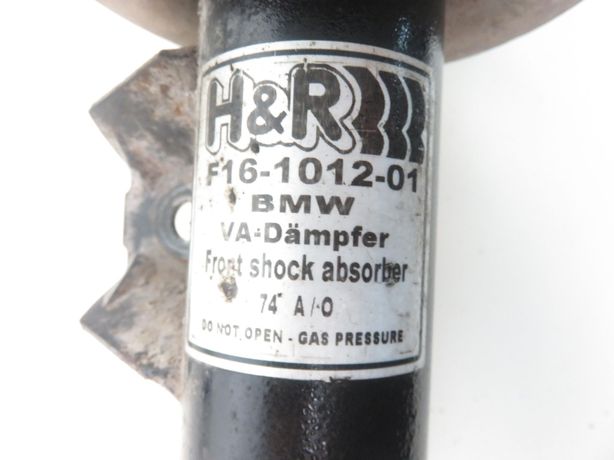 H&R
F16-1012-01
BMW
VA-Dämpfer
Front shock absorber
74 A/O
DO NOT OPEN - GAS PRESSURE